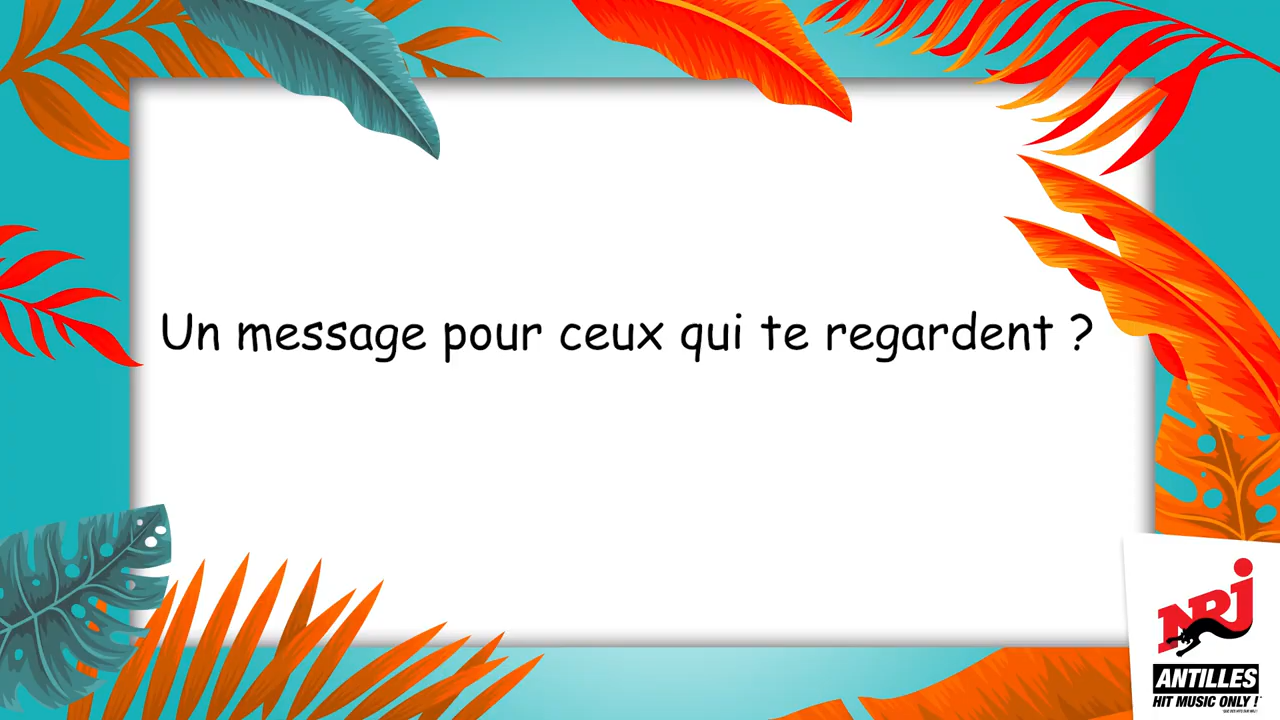 Un message pour ceux qui te regardent ?
NRJ
ANTILLES
HIT MUSIC ONLY !